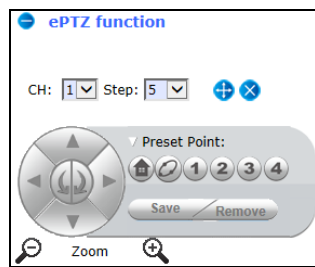 ePTZ function
CH: 1 Step: 5
Preset Point:
1 2 3 4
Save Remove
Zoom